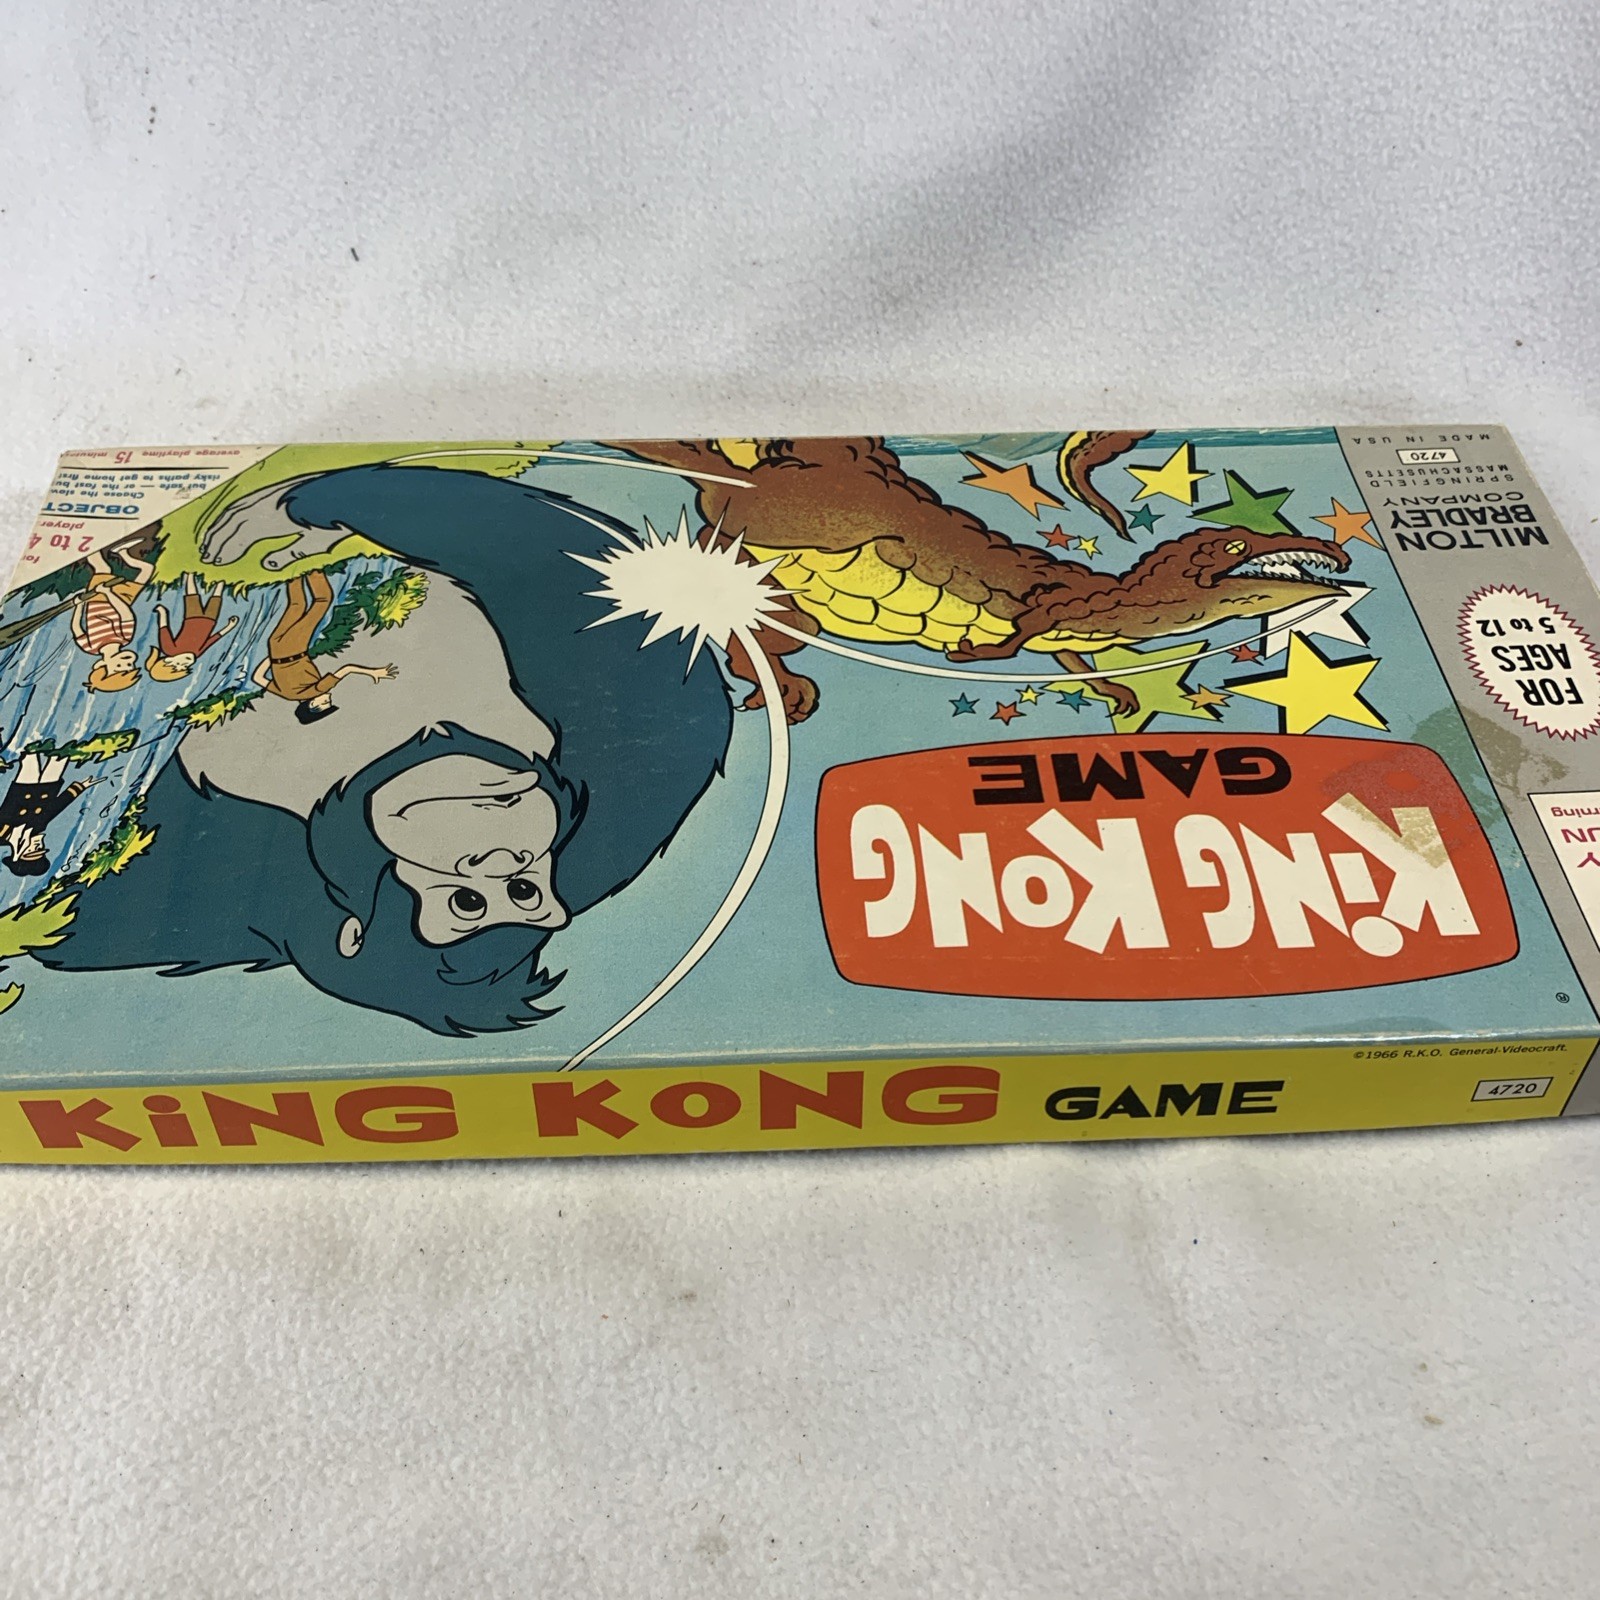 MILTON
BRADLEY
COMPANY
SPRINGFIELD
MASSACHUSETTS
4720
MADE IN USA
FOR
AGES
5 to 12
KiNG KoNG
GAME
®
2 to 4
player
OBJECT
Choose the slow
but safe — or the fast but
risky paths to get home first
average playtime 15 minutes
©1966 R.K.O. General-Videocraft.
KiNG KoNG GAME
4720